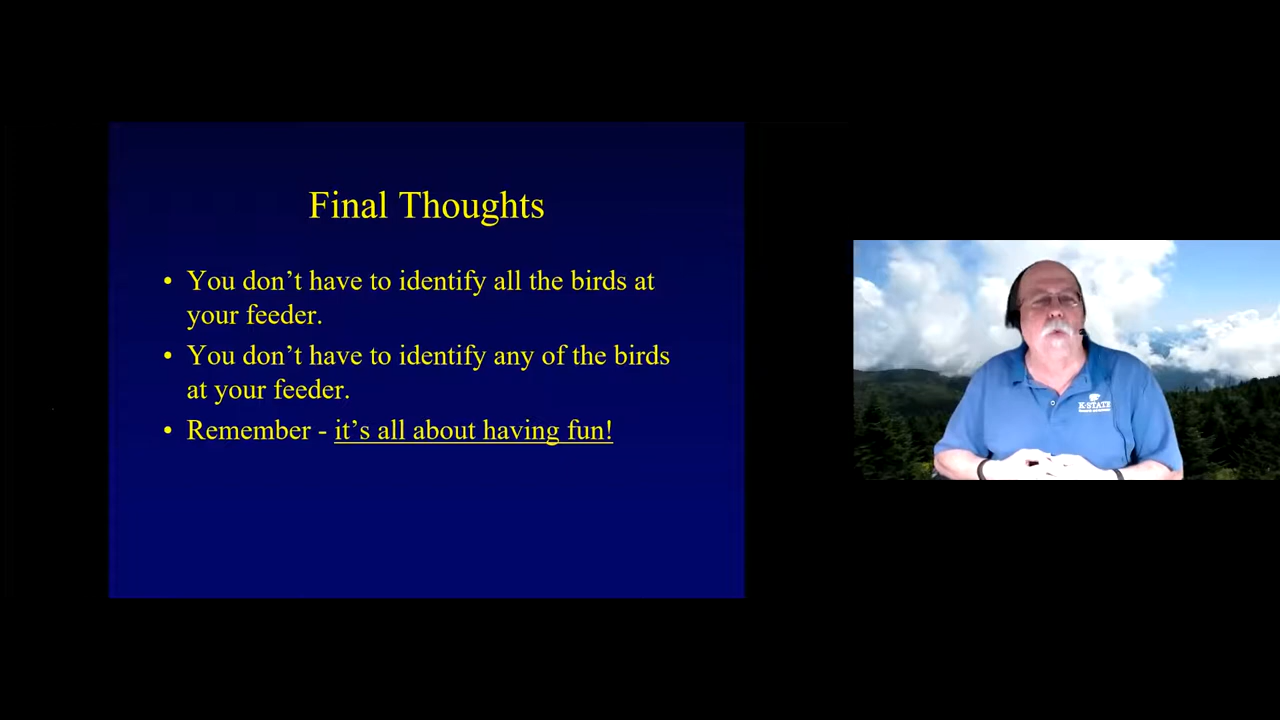 Final Thoughts
• You don’t have to identify all the birds at
your feeder.
• You don’t have to identify any of the birds
at your feeder.
• Remember - it’s all about having fun!
K-STATE